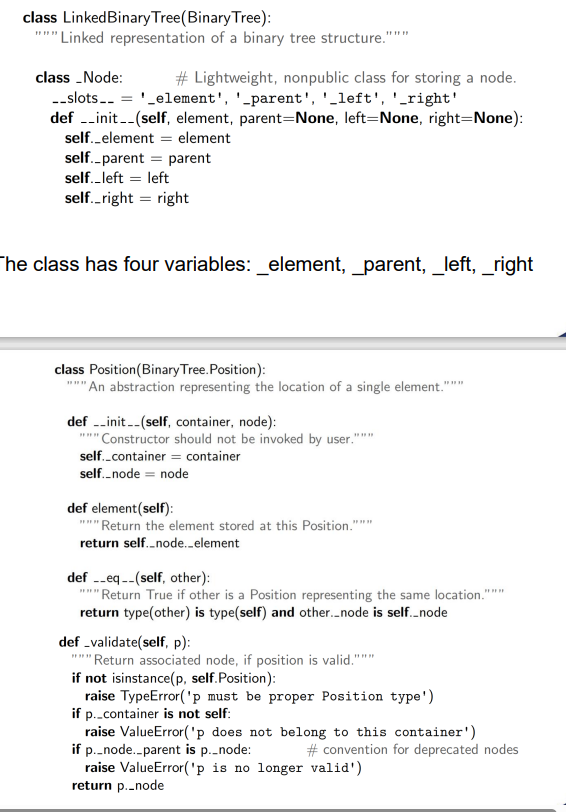 class LinkedBinaryTree(BinaryTree):
"""Linked representation of a binary tree structure."""
class _Node: # Lightweight, nonpublic class for storing a node.
__slots__ = '_element', '_parent', '_left', '_right'
def __init__(self, element, parent=None, left=None, right=None):
self._element = element
self._parent = parent
self._left = left
self._right = right
The class has four variables: _element, _parent, _left, _right
class Position(BinaryTree.Position):
"""An abstraction representing the location of a single element."""
def __init__(self, container, node):
"""Constructor should not be invoked by user."""
self._container = container
self._node = node
def element(self):
"""Return the element stored at this Position."""
return self._node._element
def __eq__(self, other):
"""Return True if other is a Position representing the same location."""
return type(other) is type(self) and other._node is self._node
def _validate(self, p):
"""Return associated node, if position is valid."""
if not isinstance(p, self.Position):
raise TypeError('p must be proper Position type')
if p._container is not self:
raise ValueError('p does not belong to this container')
if p._node._parent is p._node: # convention for deprecated nodes
raise ValueError('p is no longer valid')
return p._node